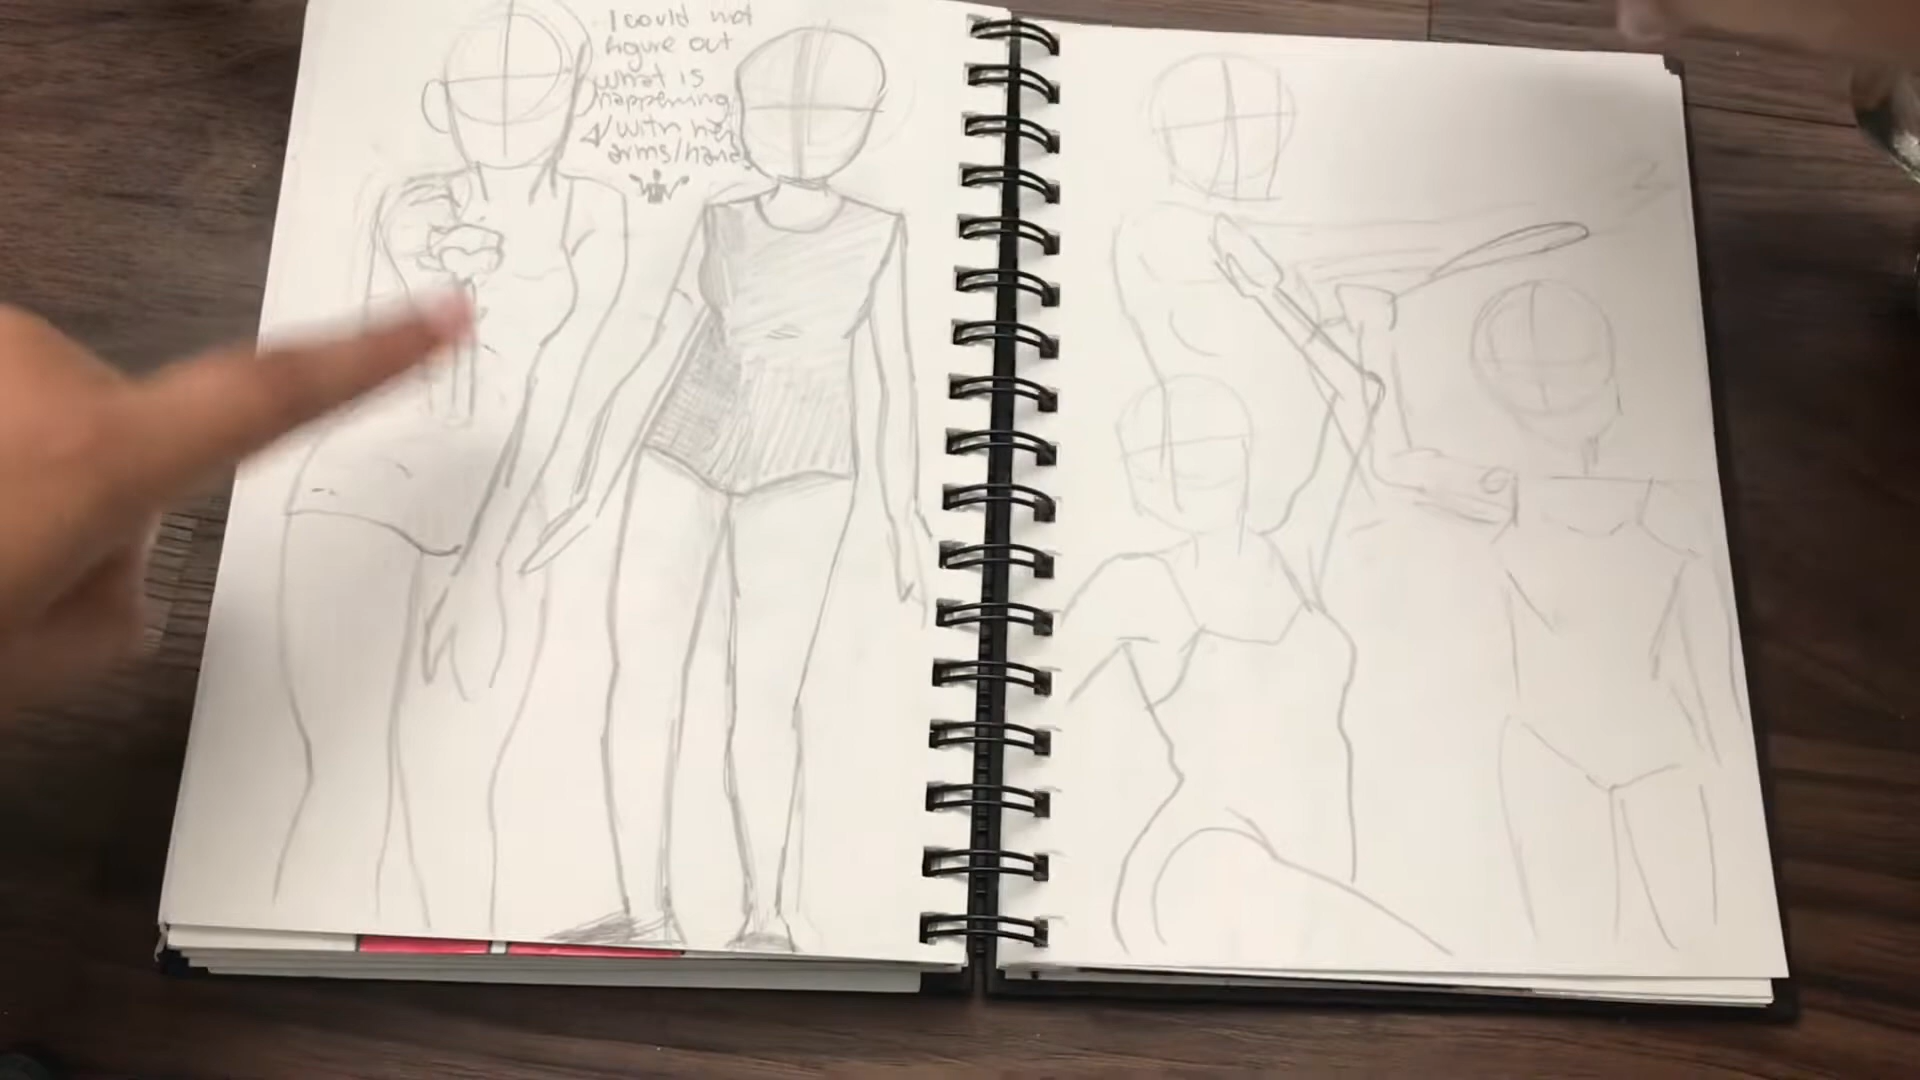 I could not
figure out
what is
happening
w/with her
arms/hands